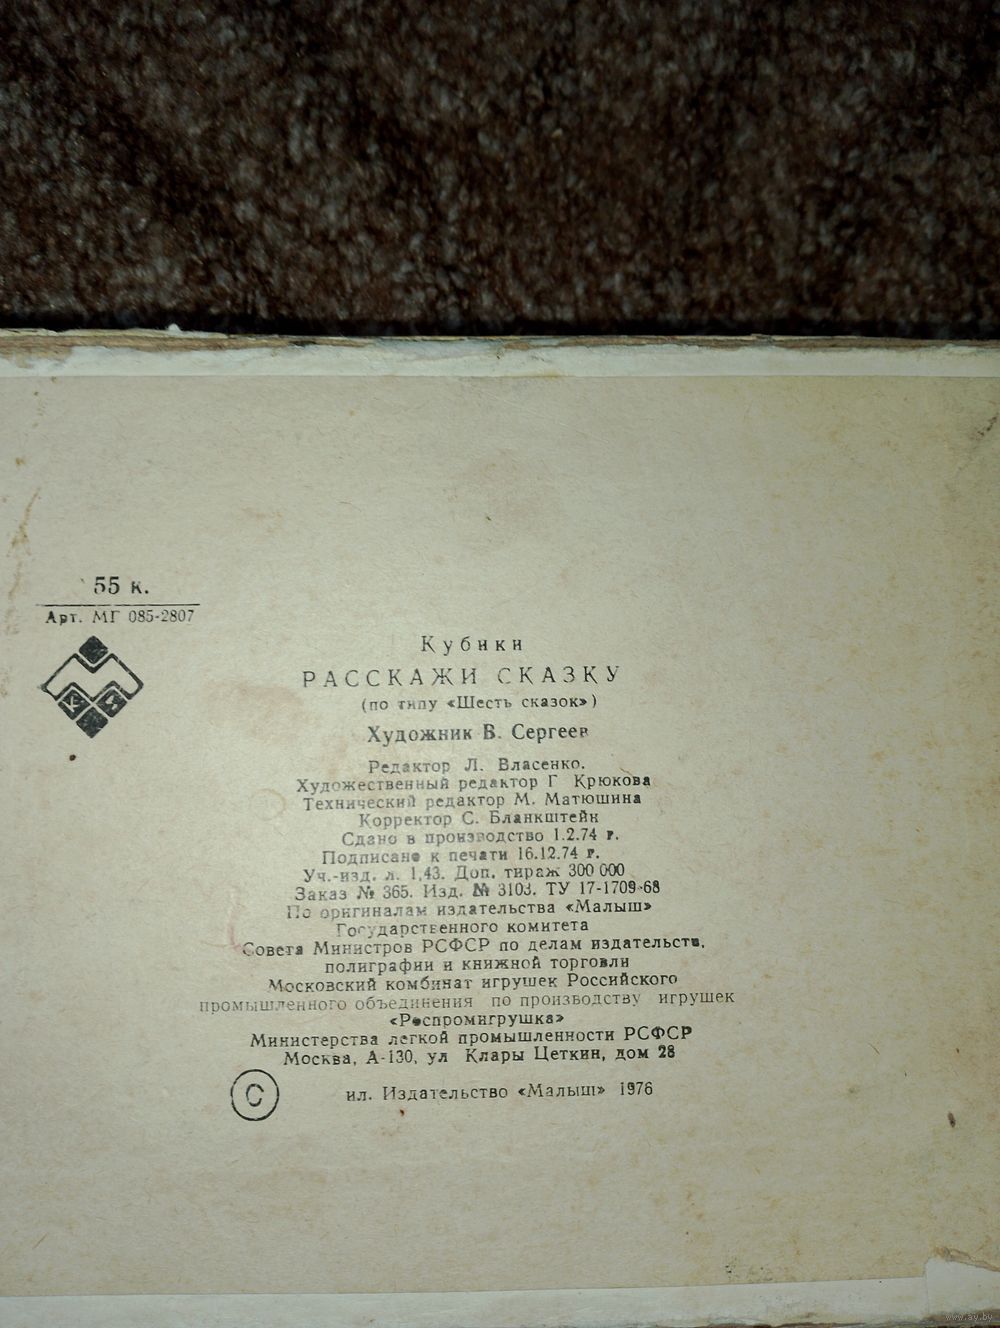 55 к.
Арт. МГ 085-2807
Кубики
РАССКАЖИ СКАЗКУ
(по типу «Шесть сказок»)
Художник В. Сергеев
Редактор Л. Власенко.
Художественный редактор Г Крюкова
Технический редактор М. Матюшина
Корректор С. Бланкштейн
Сдано в производство 1.2.74 г.
Подписано к печати 16.12.74 г.
Уч.-изд. л. 1,43. Доп. тираж 300 000
Заказ № 365. Изд. № 3103. ТУ 17-1709-68
По оригиналам издательства «Малыш»
Государственного комитета
Совета Министров РСФСР по делам издательств,
полиграфии и книжной торговли
Московский комбинат игрушек Российского
промышленного объединения по производству игрушек
«Роспромигрушка»
Министерства легкой промышленности РСФСР
Москва, А-130, ул Клары Цеткин, дом 28
© ил. Издательство «Малыш» 1976
www.ay.by